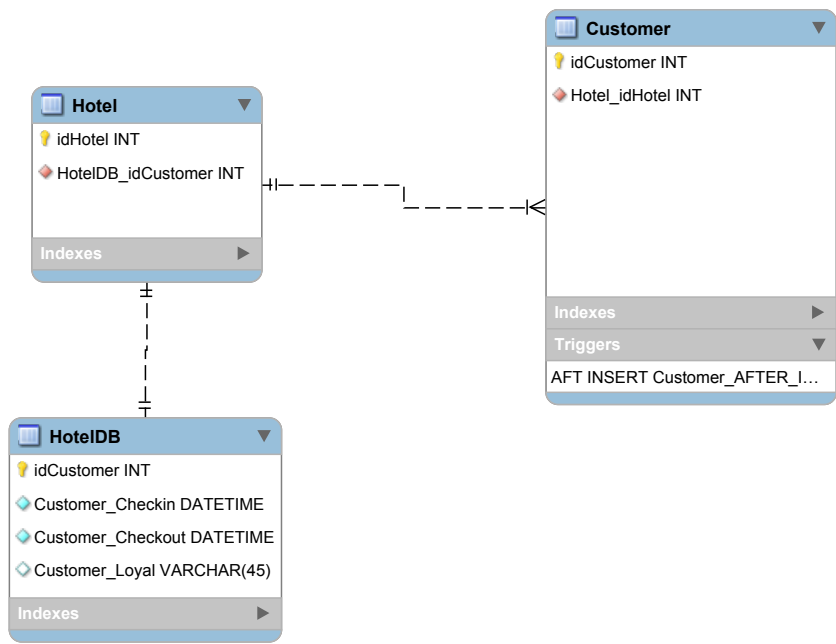 Customer
idCustomer INT
Hotel_idHotel INT
Indexes
Triggers
AFT INSERT Customer_AFTER_I...
Hotel
idHotel INT
HotelDB_idCustomer INT
Indexes
HotelDB
idCustomer INT
Customer_Checkin DATETIME
Customer_Checkout DATETIME
Customer_Loyal VARCHAR(45)
Indexes